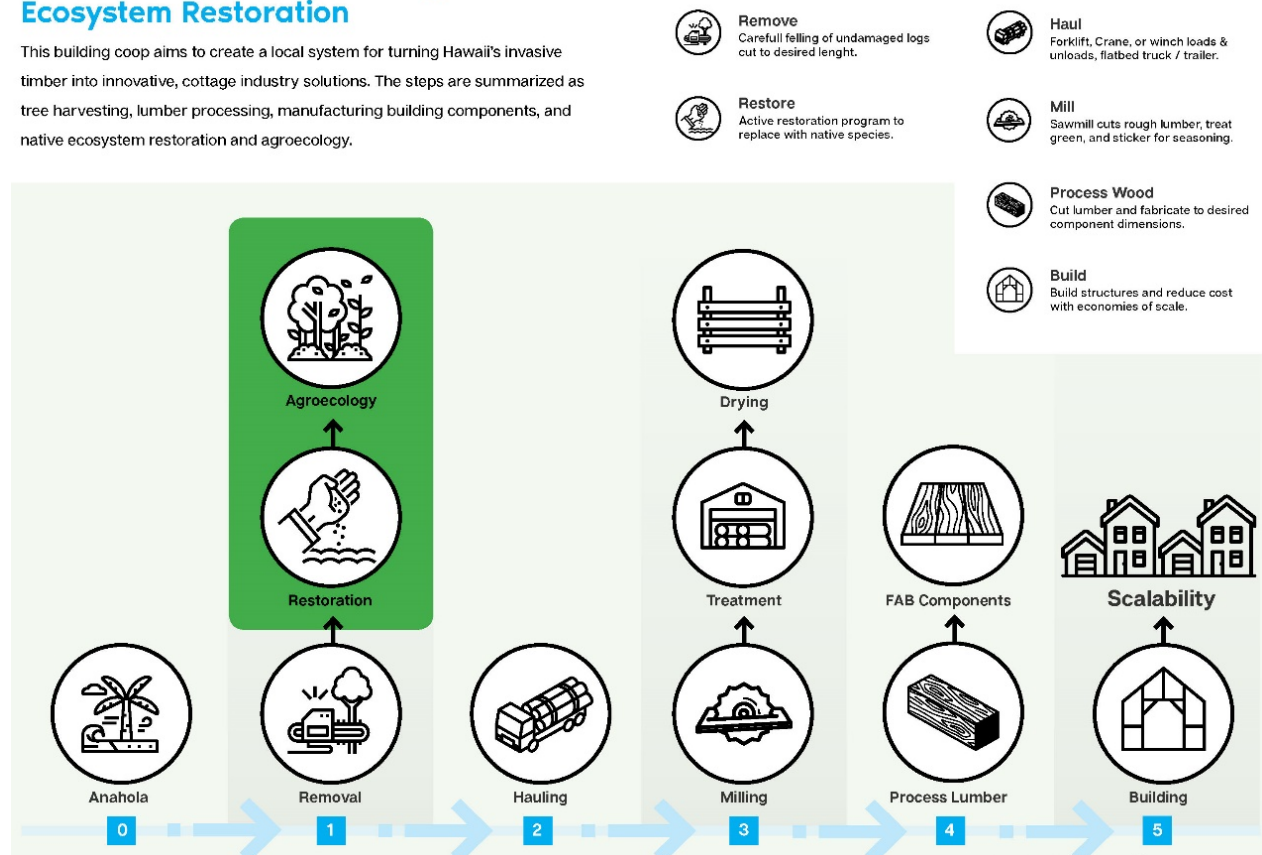 Ecosystem Restoration
This building coop aims to create a local system for turning Hawaii's invasive
timber into innovative, cottage industry solutions. The steps are summarized as
tree harvesting, lumber processing, manufacturing building components, and
native ecosystem restoration and agroecology.
Remove
Carefull felling of undamaged logs
cut to desired lenght.
Restore
Active restoration program to
replace with native species.
Haul
Forklift, Crane, or winch loads &
unloads, flatbed truck / trailer.
Mill
Sawmill cuts rough lumber, treat
green, and sticker for seasoning.
Process Wood
Cut lumber and fabricate to desired
component dimensions.
Build
Build structures and reduce cost
with economies of scale.
Agroecology
Drying
Restoration
Treatment
FAB Components
Scalability
Anahola
Removal
Hauling
Milling
Process Lumber
Building
0
1
2
3
4
5